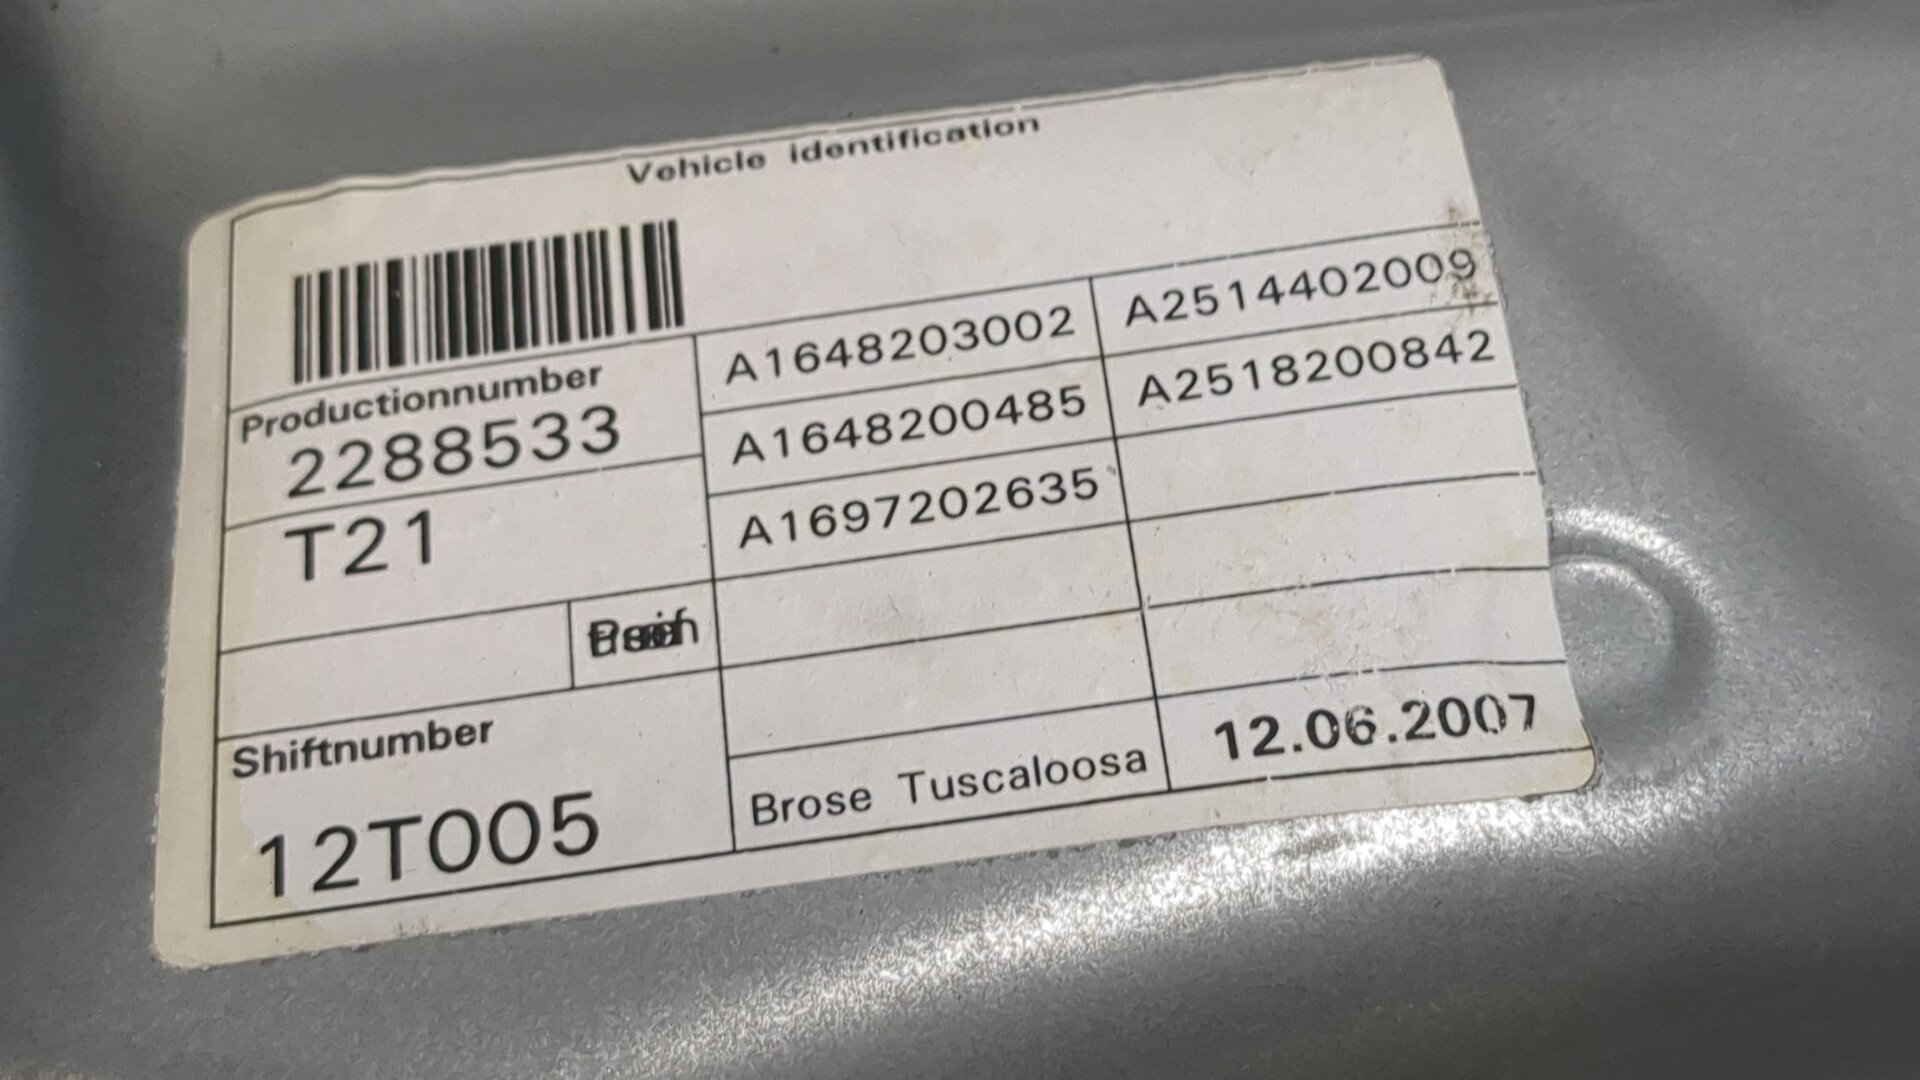 Vehicle identification
Productionnumber
2288533
T21
Shiftnumber
12T005
A1648203002
A2514402009
A1648200485
A2518200842
A1697202635
Brose Tuscaloosa
12.06.2007